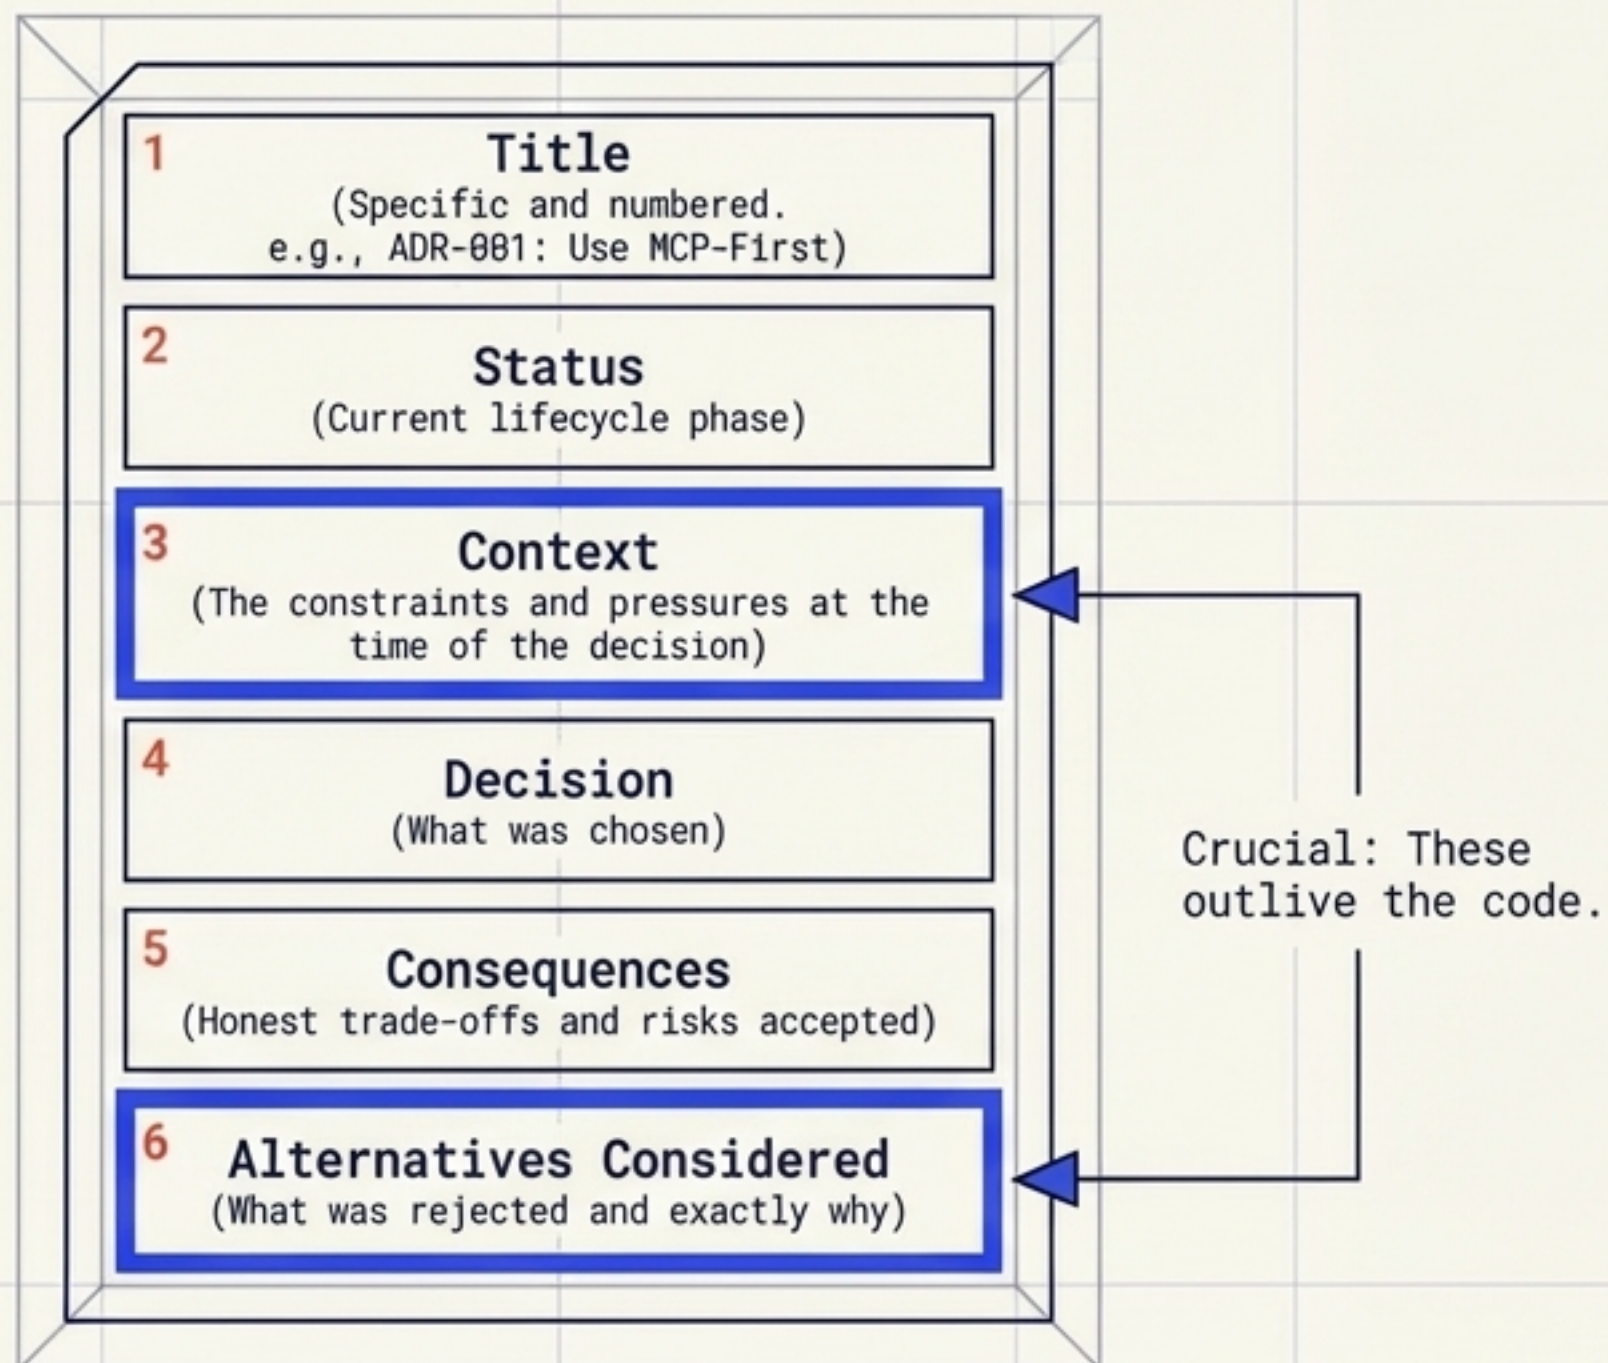 1
Title
(Specific and numbered.
e.g., ADR-001: Use MCP-First)
2
Status
(Current lifecycle phase)
3
Context
(The constraints and pressures at the
time of the decision)
4
Decision
(What was chosen)
5
Consequences
(Honest trade-offs and risks accepted)
6
Alternatives Considered
(What was rejected and exactly why)
Crucial: These
outlive the code.